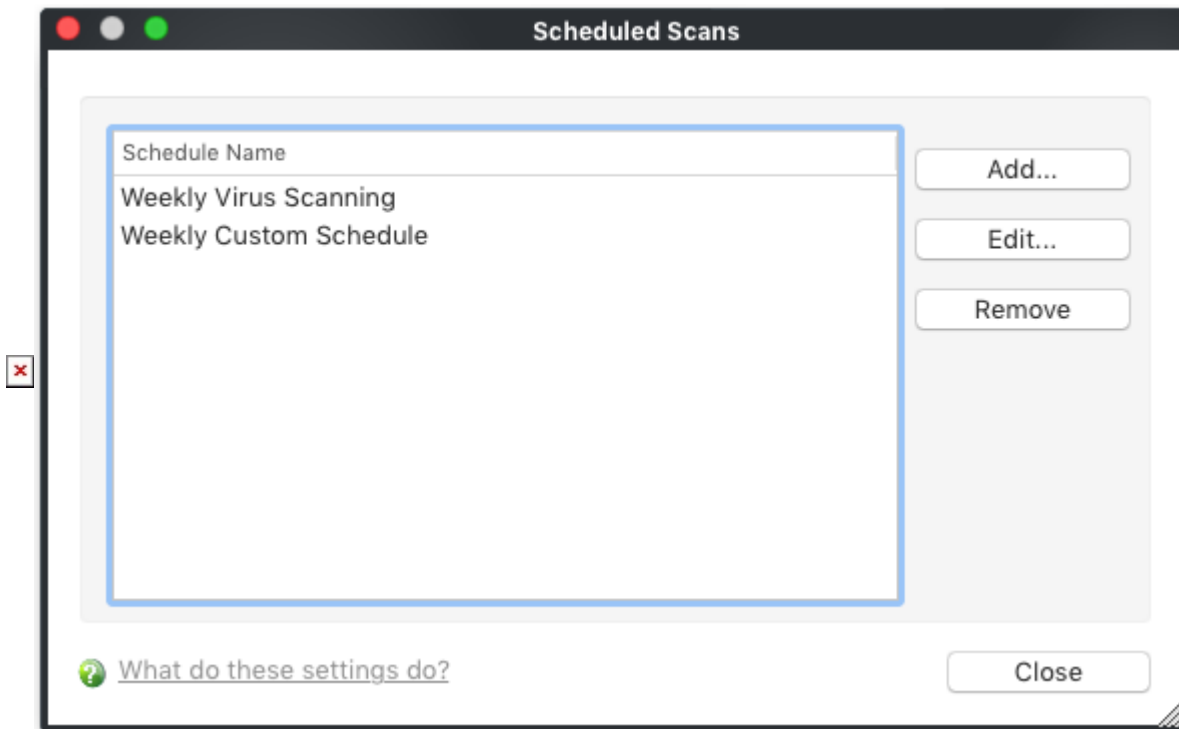 Scheduled Scans
Schedule Name
Weekly Virus Scanning
Weekly Custom Schedule
Add...
Edit...
Remove
What do these settings do?
Close